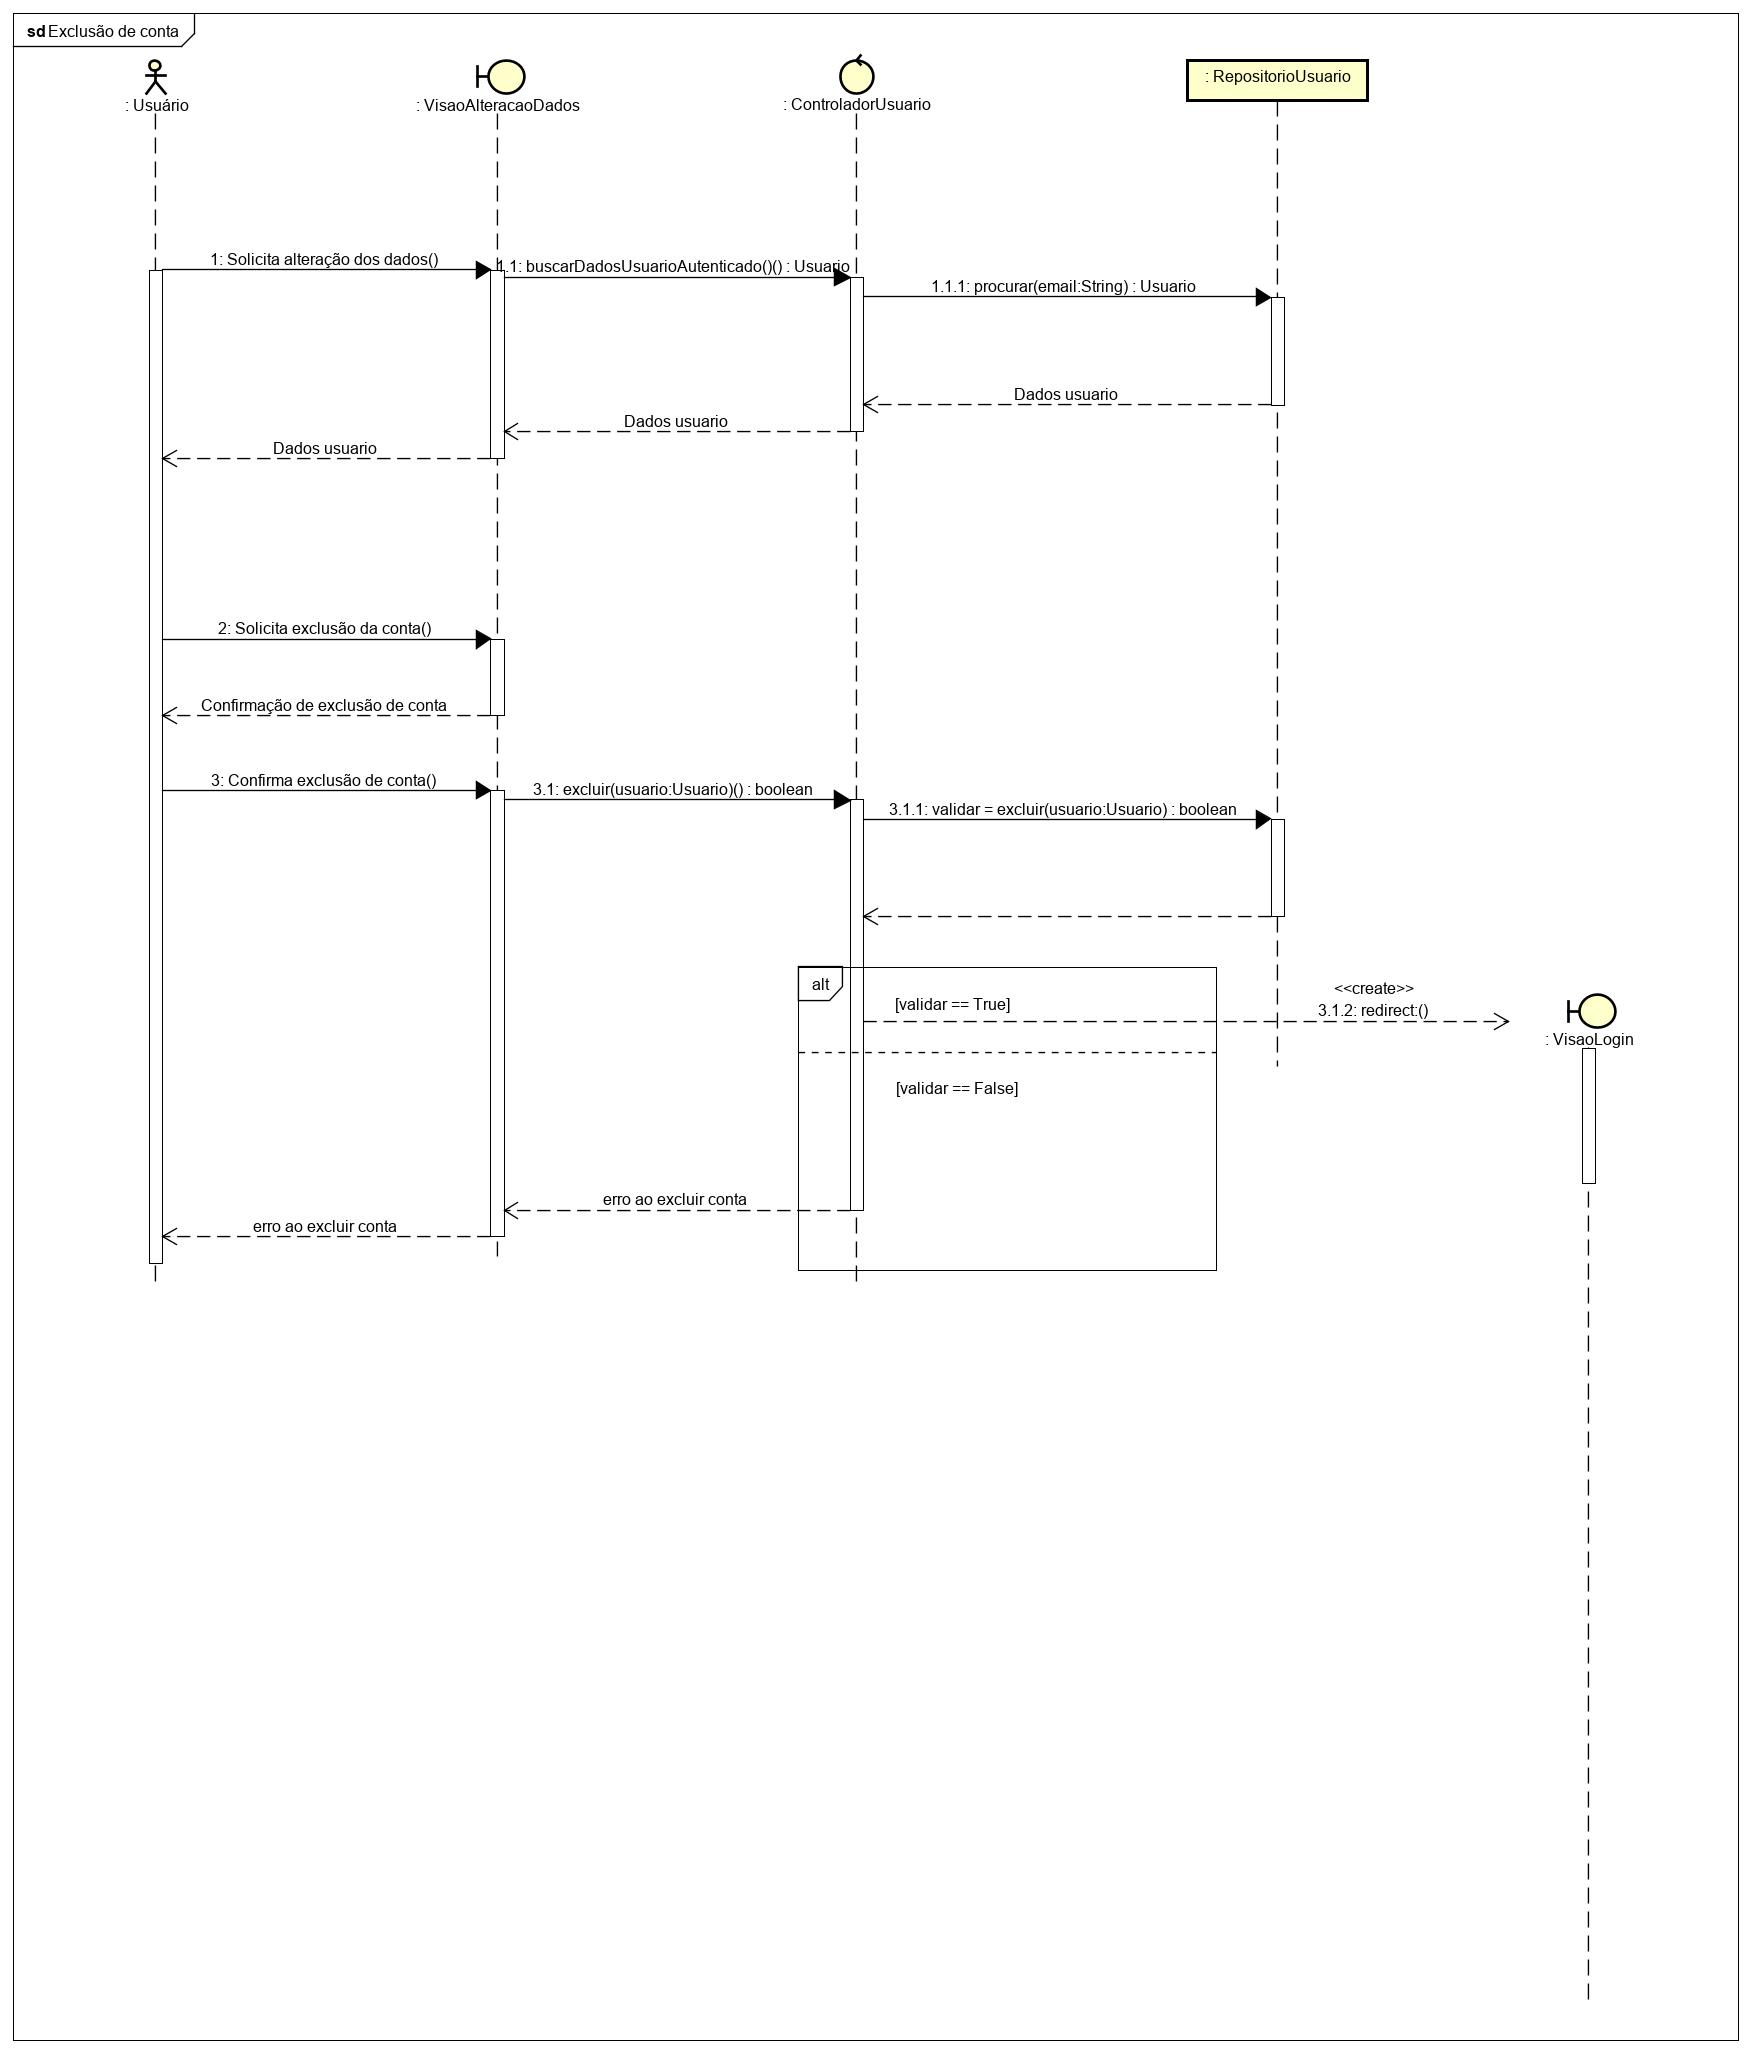 sd Exclusão de conta
: Usuário
: VisaoAlteracaoDados
: ControladorUsuario
: RepositorioUsuario
1: Solicita alteração dos dados()
1.1: buscarDadosUsuarioAutenticado()() : Usuario
1.1.1: procurar(email:String) : Usuario
Dados usuario
Dados usuario
Dados usuario
2: Solicita exclusão da conta()
Confirmação de exclusão de conta
3: Confirma exclusão de conta()
3.1: excluir(usuario:Usuario)() : boolean
3.1.1: validar = excluir(usuario:Usuario) : boolean
alt
[validar == True]
<<create>>
3.1.2: redirect:()
: VisaoLogin
[validar == False]
erro ao excluir conta
erro ao excluir conta